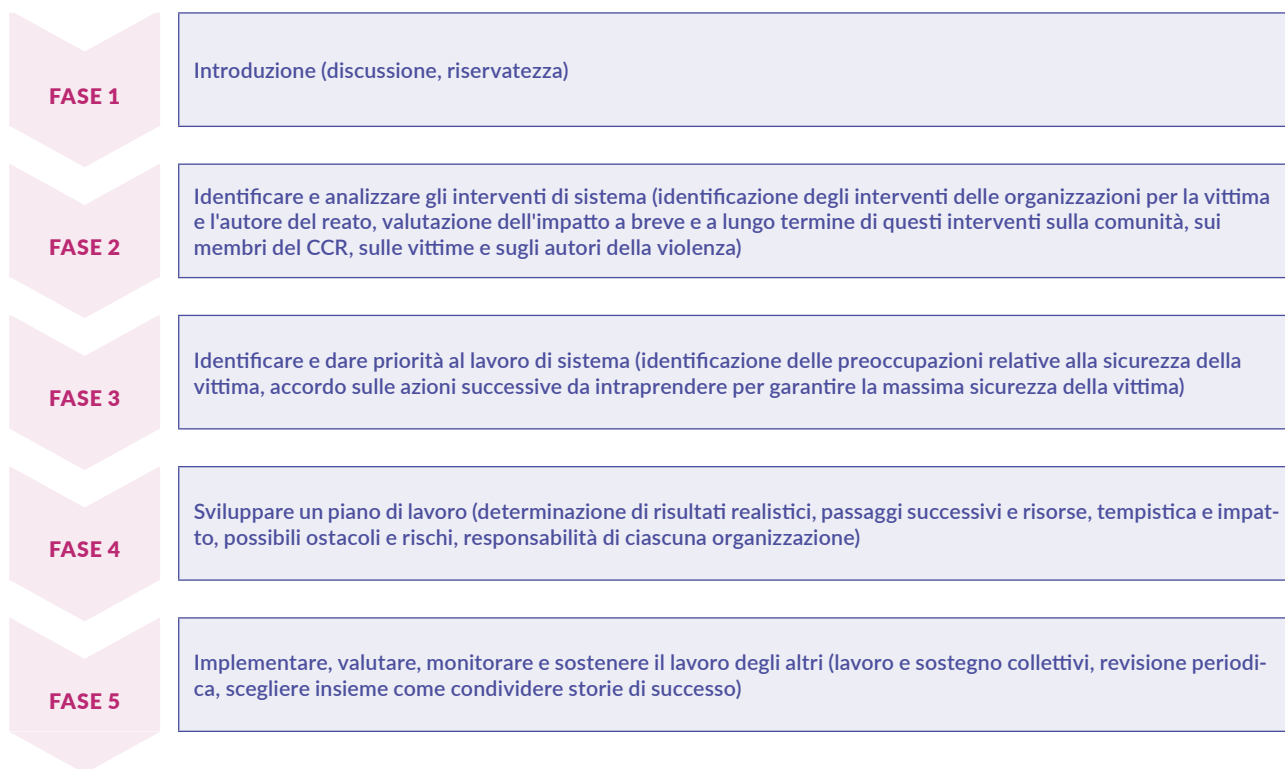 FASE 1
Introduzione (discussione, riservatezza)
FASE 2
Identificare e analizzare gli interventi di sistema (identificazione degli interventi delle organizzazioni per la vittima
e l'autore del reato, valutazione dell'impatto a breve e a lungo termine di questi interventi sulla comunità, sui
membri del CCR, sulle vittime e sugli autori della violenza)
FASE 3
Identificare e dare priorità al lavoro di sistema (identificazione delle preoccupazioni relative alla sicurezza della
vittima, accordo sulle azioni successive da intraprendere per garantire la massima sicurezza della vittima)
FASE 4
Sviluppare un piano di lavoro (determinazione di risultati realistici, passaggi successivi e risorse, tempistica e impat-
to, possibili ostacoli e rischi, responsabilità di ciascuna organizzazione)
FASE 5
Implementare, valutare, monitorare e sostenere il lavoro degli altri (lavoro e sostegno collettivi, revisione periodi-
ca, scegliere insieme come condividere storie di successo)